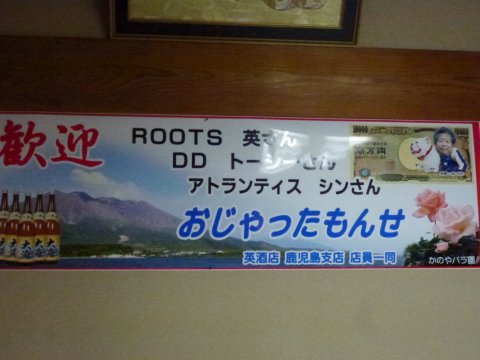 歓迎
ROOTS 英さん
DD トーシーさん
アトランティス シンさん
おじゃったもんせ
英酒店 鹿児島支店 店員一同
かのやバラ園